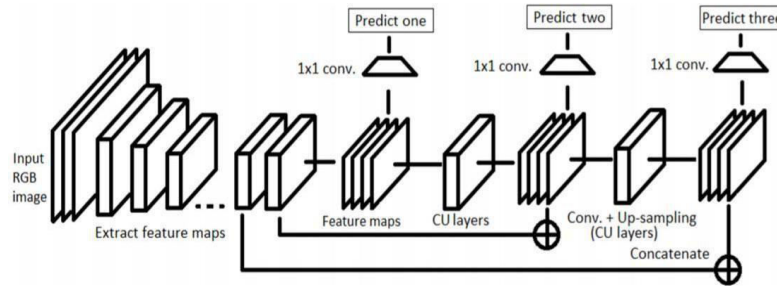 Predict one
Predict two
Predict three
1x1 conv.
1x1 conv.
1x1 conv.
Input
RGB
image
Extract feature maps
Feature maps
CU layers
Conv. + Up-sampling
(CU layers)
Concatenate